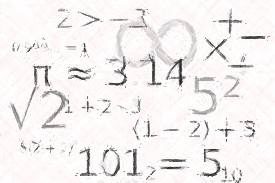 2 > −3
∞
+ − × ÷
π ≈ 3.14
5²
√2
1 + 2 · 3
(1 − 2) + 3
101₂ = 5₁₀